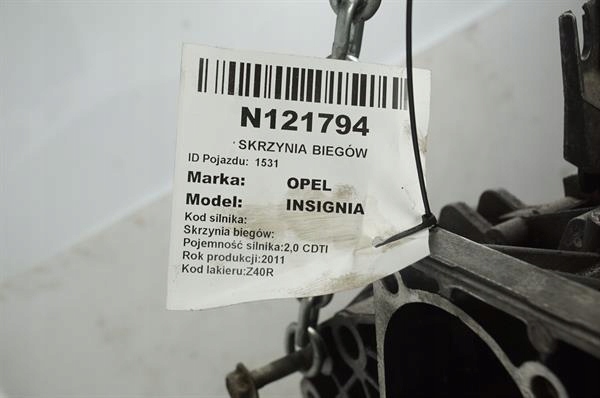 N121794
SKRZYNIA BIEGÓW
ID Pojazdu: 1531
Marka: OPEL
Model: INSIGNIA
Kod silnika:
Skrzynia biegów:
Pojemność silnika:2,0 CDTI
Rok produkcji:2011
Kod lakieru:Z40R